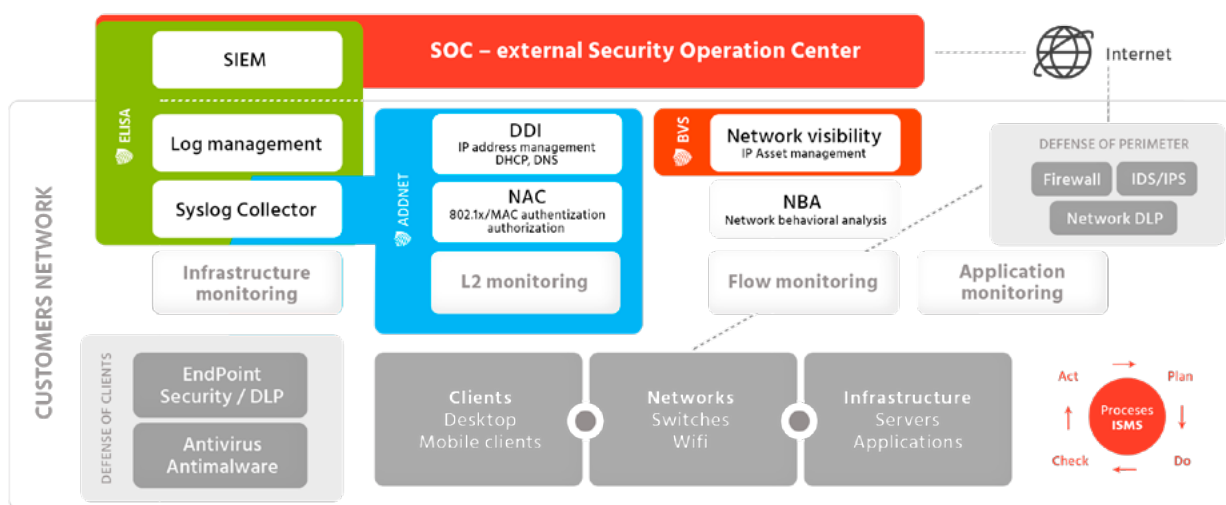 SIEM
SOC – external Security Operation Center
Internet
ELISA
Log management
Syslog Collector
ADDNET
DDI
IP address management
DHCP, DNS
NAC
802.1x/MAC authentization
authorization
L2 monitoring
BVS
Network visibility
IP Asset management
NBA
Network behavioral analysis
DEFENSE OF PERIMETER
Firewall
IDS/IPS
Network DLP
Infrastructure
monitoring
Flow monitoring
Application
monitoring
CUSTOMERS NETWORK
DEFENSE OF CLIENTS
EndPoint
Security / DLP
Antivirus
Antimalware
Clients
Desktop
Mobile clients
Networks
Switches
Wifi
Infrastructure
Servers
Applications
Act
Plan
Proceses
ISMS
Check
Do